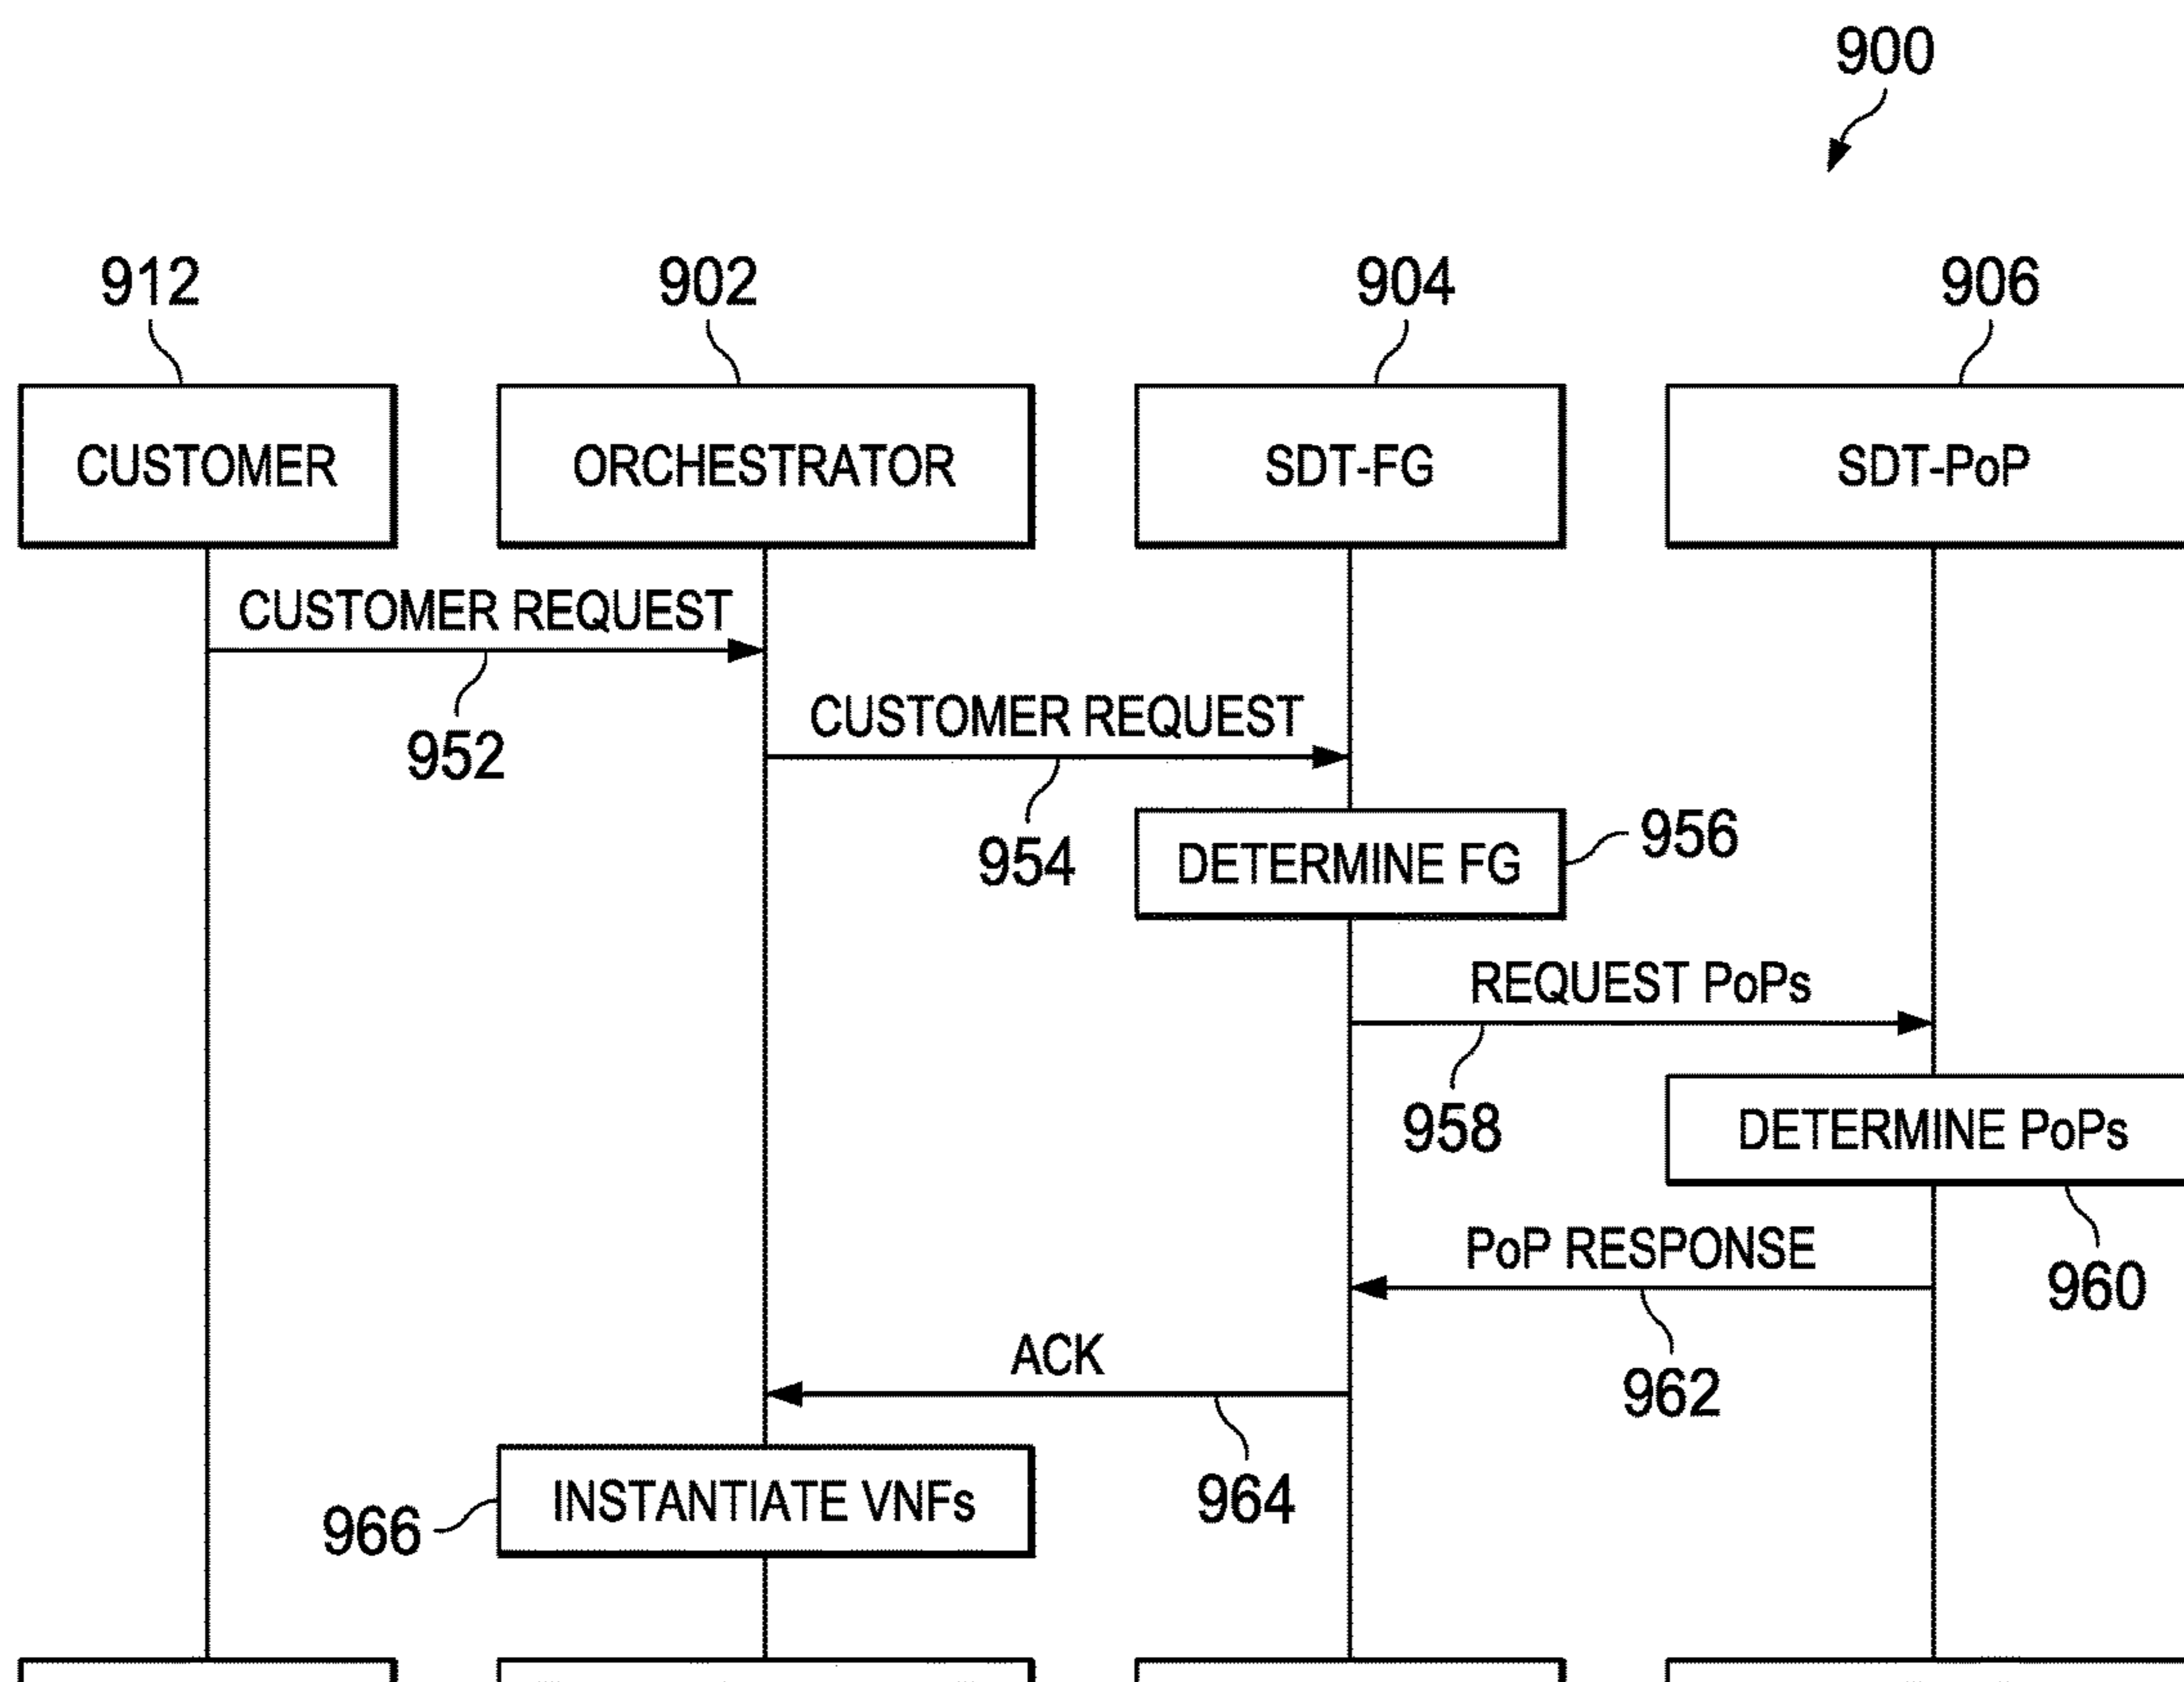 900
912
902
904
906
CUSTOMER
ORCHESTRATOR
SDT-FG
SDT-PoP
CUSTOMER REQUEST
952
CUSTOMER REQUEST
954
DETERMINE FG
956
REQUEST PoPs
958
DETERMINE PoPs
960
PoP RESPONSE
962
ACK
964
INSTANTIATE VNFs
966